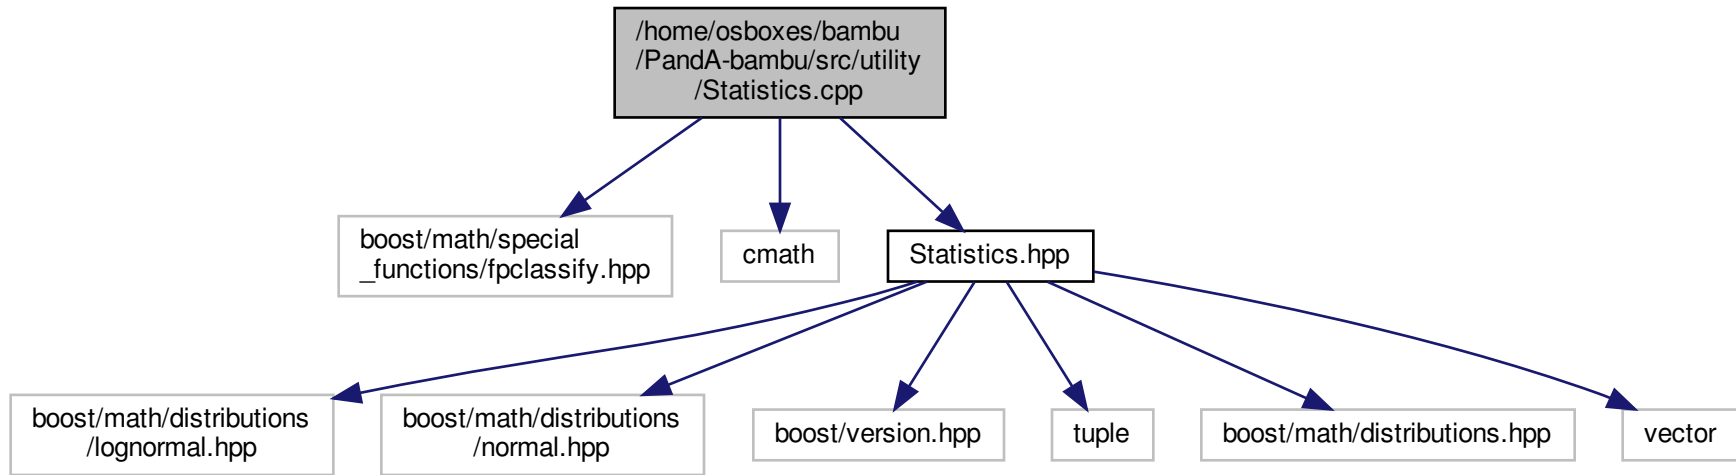 /home/osboxes/bambu
/PandA-bambu/src/utility
/Statistics.cpp
boost/math/special
_functions/fpclassify.hpp
cmath
Statistics.hpp
boost/math/distributions
/lognormal.hpp
boost/math/distributions
/normal.hpp
boost/version.hpp
tuple
boost/math/distributions.hpp
vector